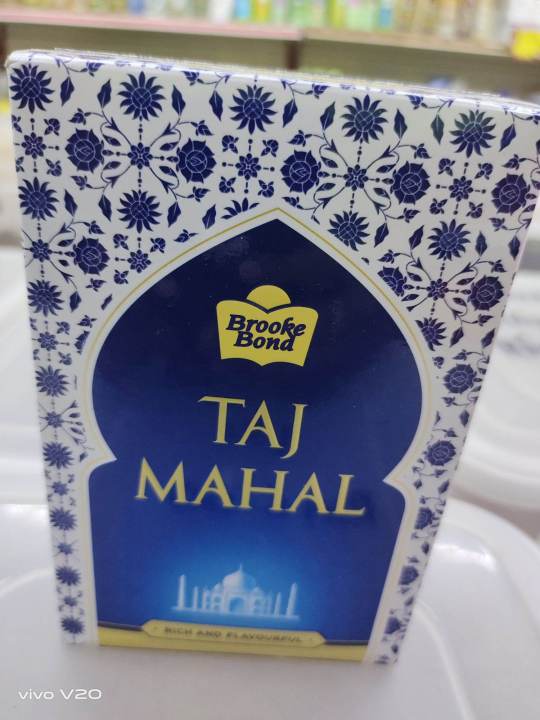 Brooke
Bond
TAJ
MAHAL
RICH AND FLAVOURFUL
vivo V20